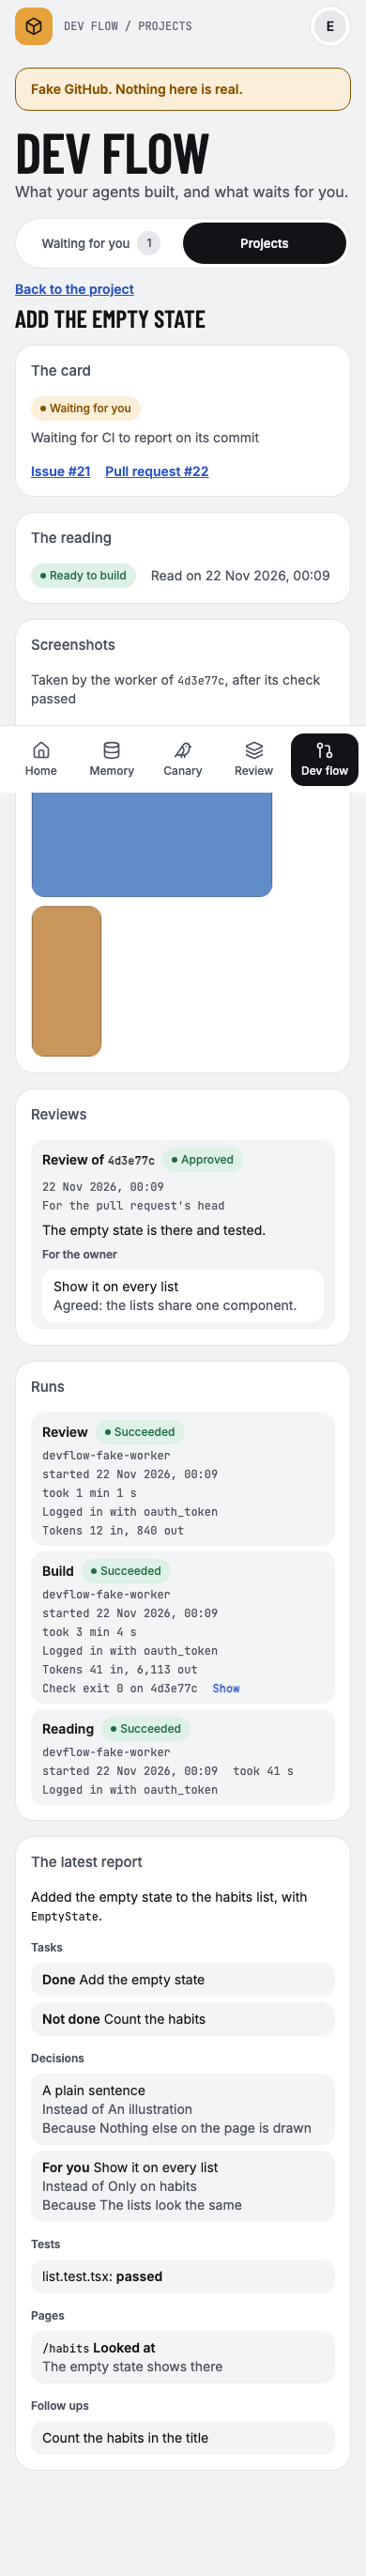 DEV FLOW / PROJECTS
E
Fake GitHub. Nothing here is real.
DEV FLOW
What your agents built, and what waits for you.
Waiting for you 1
Projects
Back to the project
ADD THE EMPTY STATE
The card
Waiting for you
Waiting for CI to report on its commit
Issue #21 Pull request #22
The reading
Ready to build Read on 22 Nov 2026, 00:09
Screenshots
Taken by the worker of 4d3e77c, after its check
passed
Home Memory Canary Review Dev flow
Reviews
Review of 4d3e77c Approved
22 Nov 2026, 00:09
For the pull request's head
The empty state is there and tested.
For the owner
Show it on every list
Agreed: the lists share one component.
Runs
Review Succeeded
devflow-fake-worker
started 22 Nov 2026, 00:09
took 1 min 1 s
Logged in with oauth_token
Tokens 12 in, 840 out
Build Succeeded
devflow-fake-worker
started 22 Nov 2026, 00:09
took 3 min 4 s
Logged in with oauth_token
Tokens 41 in, 6,113 out
Check exit 0 on 4d3e77c Show
Reading Succeeded
devflow-fake-worker
started 22 Nov 2026, 00:09 took 41 s
Logged in with oauth_token
The latest report
Added the empty state to the habits list, with
EmptyState.
Tasks
Done Add the empty state
Not done Count the habits
Decisions
A plain sentence
Instead of An illustration
Because Nothing else on the page is drawn
For you Show it on every list
Instead of Only on habits
Because The lists look the same
Tests
list.test.tsx: passed
Pages
/habits Looked at
The empty state shows there
Follow ups
Count the habits in the title